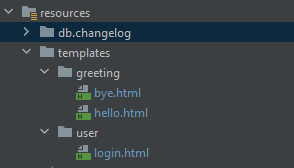 resources
db.changelog
templates
greeting
bye.html
hello.html
user
login.html